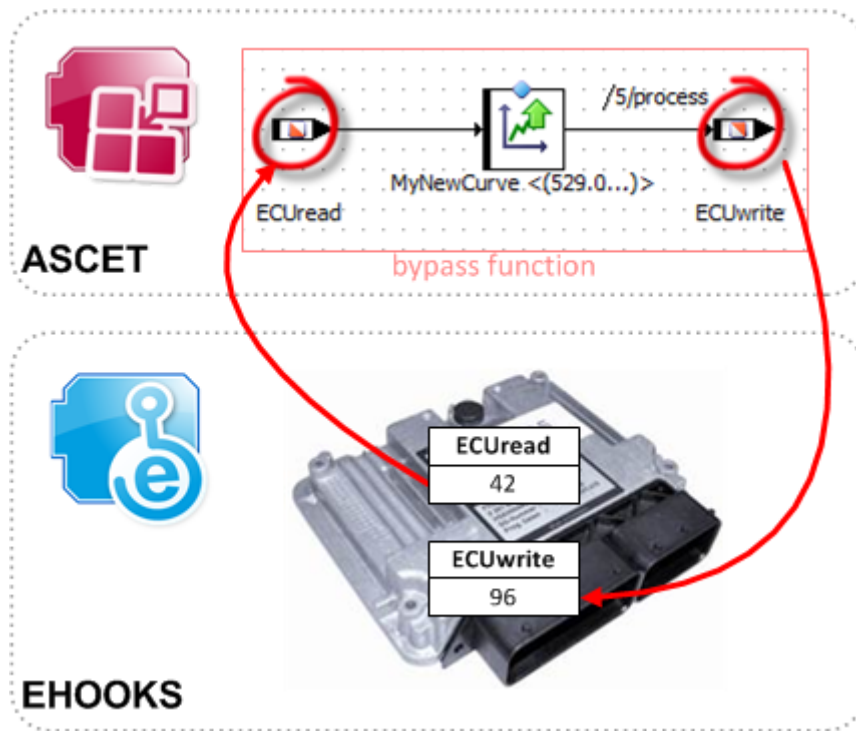 /5/process
MyNewCurve <(529.0...)>
ECUread
ECUwrite
ASCET
bypass function
e
ECUread
42
ECUwrite
96
EHOOKS